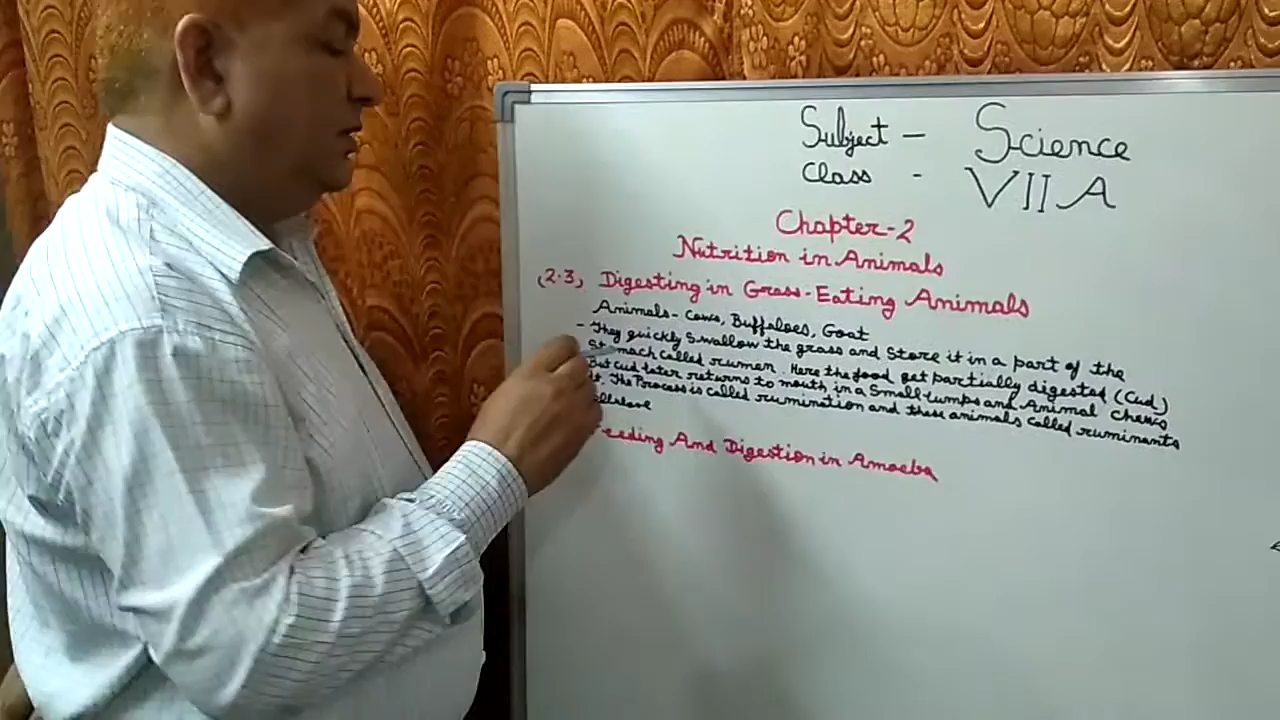 Subject - Science
Class - VII A
Chapter-2
Nutrition in Animals
(2.3) Digesting in Grass-Eating Animals
Animals- Cows, Buffaloes, Goat
- They quickly Swallow the grass and store it in a part of the
Stomach called rumen. Here the food get partially digested (Cud)
But cud later returns to mouth in a Small lumps and Animal chews
it. The Process is called rumination and these animals called ruminants
eeding And Digestion in Amoeba